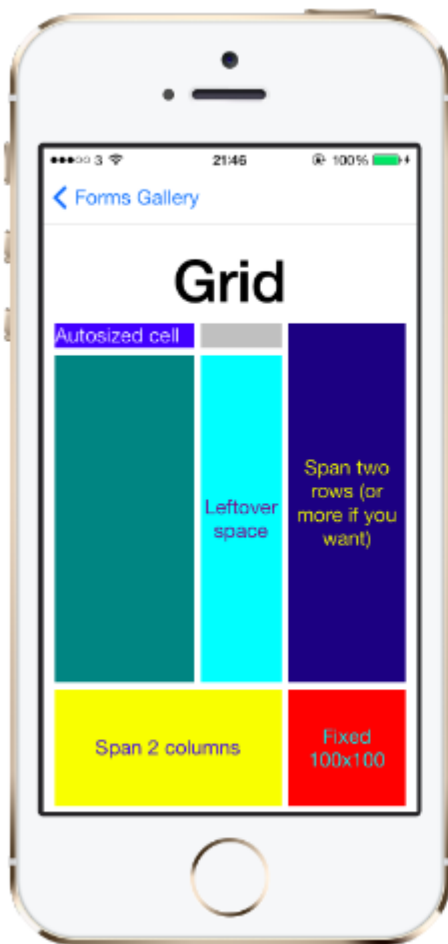 3 21:46 100%
Forms Gallery
Grid
Autosized cell
Leftover
space
Span two
rows (or
more if you
want)
Span 2 columns
Fixed
100x100